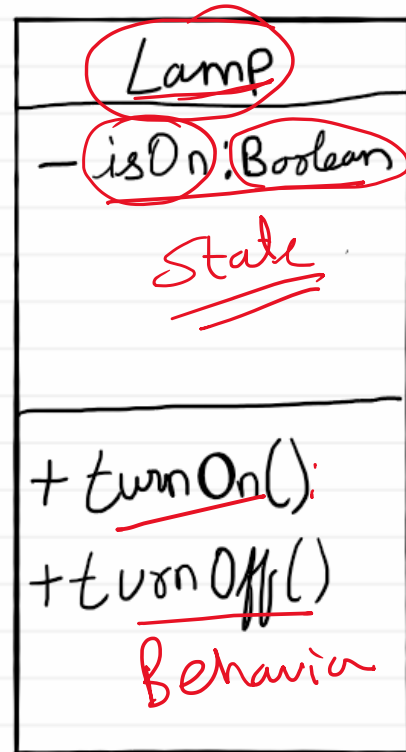 Lamp
- isOn : Boolean
State
+ turnOn():
+ turnOff()
Behavior